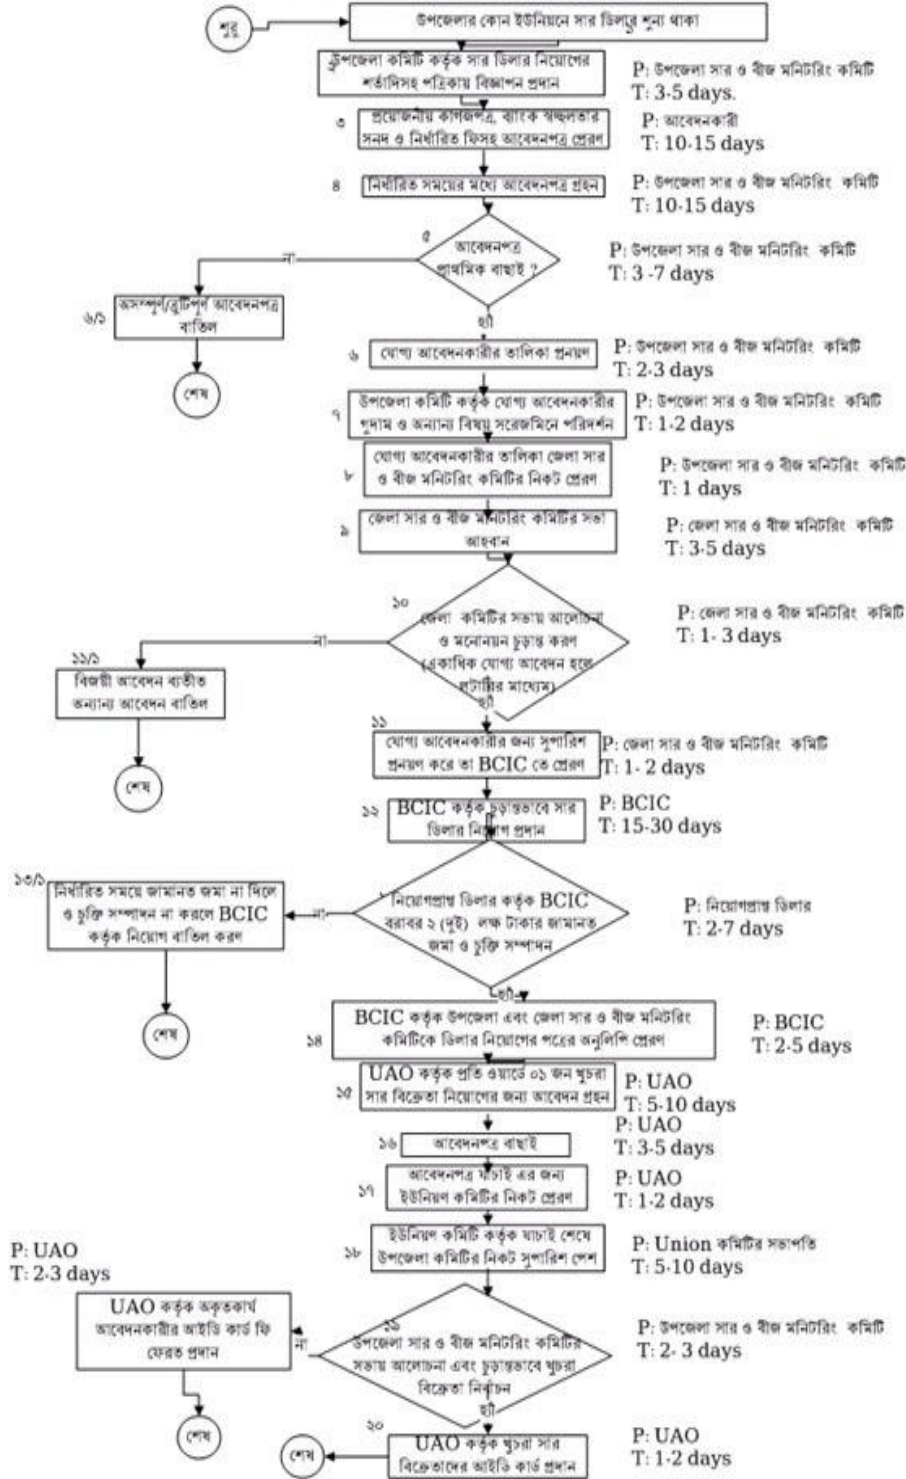 শুরু
উপজেলার কোন ইউনিয়নে সার ডিলার শুন্য থাকা
২
উপজেলা কমিটি কর্তৃক সার ডিলার নিয়োগের
শর্তাদিসহ পত্রিকায় বিজ্ঞাপন প্রদান
P: উপজেলা সার ও বীজ মনিটরিং কমিটি
T: 3-5 days.
৩
প্রয়োজনীয় কাগজপত্র, ব্যাংক স্বচ্ছলতার
সনদ ও নির্ধারিত ফিসহ আবেদনপত্র প্রেরণ
P: আবেদনকারী
T: 10-15 days
৪
নির্ধারিত সময়ের মধ্যে আবেদনপত্র গ্রহন
P: উপজেলা সার ও বীজ মনিটরিং কমিটি
T: 10-15 days
৫
আবেদনপত্র
প্রাথমিক বাছাই ?
P: উপজেলা সার ও বীজ মনিটরিং কমিটি
T: 3 -7 days
না
হ্যাঁ
৬/১
অসম্পূর্ণ/ত্রুটিপূর্ণ আবেদনপত্র
বাতিল
শেষ
৬
যোগ্য আবেদনকারীর তালিকা প্রনয়ণ
P: উপজেলা সার ও বীজ মনিটরিং কমিটি
T: 2-3 days
৭
উপজেলা কমিটি কর্তৃক যোগ্য আবেদনকারীর
গুদাম ও অন্যান্য বিষয় সরেজমিনে পরিদর্শন
P: উপজেলা সার ও বীজ মনিটরিং কমিটি
T: 1-2 days
৮
যোগ্য আবেদনকারীর তালিকা জেলা সার
ও বীজ মনিটরিং কমিটির নিকট প্রেরণ
P: উপজেলা সার ও বীজ মনিটরিং কমিটি
T: 1 days
৯
জেলা সার ও বীজ মনিটরিং কমিটির সভা
আহবান
P: জেলা সার ও বীজ মনিটরিং কমিটি
T: 3-5 days
১০
জেলা কমিটির সভায় আলোচনা
ও মনোনয়ন চুড়ান্ত করণ
(একাধিক যোগ্য আবেদন হলে
লটারির মাধ্যেম)
P: জেলা সার ও বীজ মনিটরিং কমিটি
T: 1- 3 days
না
হ্যাঁ
১১/১
বিজয়ী আবেদন ব্যতীত
অন্যান্য আবেদন বাতিল
শেষ
১১
যোগ্য আবেদনকারীর জন্য সুপারিশ
প্রনয়ণ করে তা BCIC তে প্রেরণ
P: জেলা সার ও বীজ মনিটরিং কমিটি
T: 1- 2 days
১২
BCIC কর্তৃক চুড়ান্তভাবে সার
ডিলার নিয়োগ প্রদান
P: BCIC
T: 15-30 days
নিয়োগপ্রাপ্ত ডিলার কর্তৃক BCIC
বরাবর ২ (দুই) লক্ষ টাকার জামানত
জমা ও চুক্তি সম্পাদন
P: নিয়োগপ্রাপ্ত ডিলার
T: 2-7 days
না
হ্যাঁ
১৩/১
নির্ধারিত সময়ে জামানত জমা না দিলে
ও চুক্তি সম্পাদন না করলে BCIC
কর্তৃক নিয়োগ বাতিল করণ
শেষ
১৪
BCIC কর্তৃক উপজেলা এবং জেলা সার ও বীজ মনিটরিং
কমিটিকে ডিলার নিয়োগের পত্রের অনুলিপি প্রেরণ
P: BCIC
T: 2-5 days
১৫
UAO কর্তৃক প্রতি ওয়ার্ডে ০১ জন খুচরা
সার বিক্রেতা নিয়োগের জন্য আবেদন গ্রহন
P: UAO
T: 5-10 days
১৬
আবেদনপত্র বাছাই
P: UAO
T: 3-5 days
১৭
আবেদনপত্র যাচাই এর জন্য
ইউনিয়ণ কমিটির নিকট প্রেরণ
P: UAO
T: 1-2 days
১৮
ইউনিয়ণ কমিটি কর্তৃক যাচাই শেষে
উপজেলা কমিটির নিকট সুপারিশ পেশ
P: Union কমিটির সভাপতি
T: 5-10 days
১৯
উপজেলা সার ও বীজ মনিটরিং কমিটির
সভায় আলোচনা এবং চুড়ান্তভাবে খুচরা
বিক্রেতা নির্বাচন
P: উপজেলা সার ও বীজ মনিটরিং কমিটি
T: 2- 3 days
না
হ্যাঁ
P: UAO
T: 2-3 days
UAO কর্তৃক অকৃতকার্য
আবেদনকারীর আইডি কার্ড ফি
ফেরত প্রদান
শেষ
২০
UAO কর্তৃক খুচরা সার
বিক্রেতাদের আইডি কার্ড প্রদান
P: UAO
T: 1-2 days
শেষ